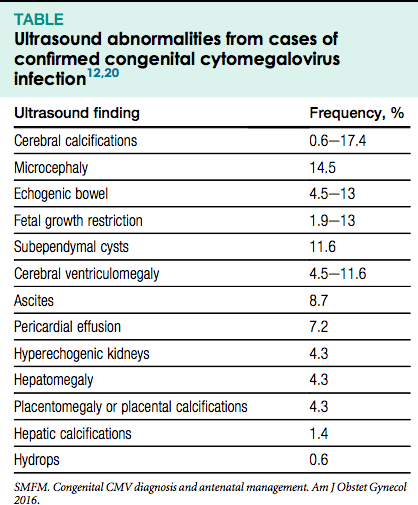 TABLE
Ultrasound abnormalities from cases of
confirmed congenital cytomegalovirus
infection12,20
Ultrasound finding Frequency, %
Cerebral calcifications 0.6–17.4
Microcephaly 14.5
Echogenic bowel 4.5–13
Fetal growth restriction 1.9–13
Subependymal cysts 11.6
Cerebral ventriculomegaly 4.5–11.6
Ascites 8.7
Pericardial effusion 7.2
Hyperechogenic kidneys 4.3
Hepatomegaly 4.3
Placentomegaly or placental calcifications 4.3
Hepatic calcifications 1.4
Hydrops 0.6
SMFM. Congenital CMV diagnosis and antenatal management. Am J Obstet Gynecol
2016.